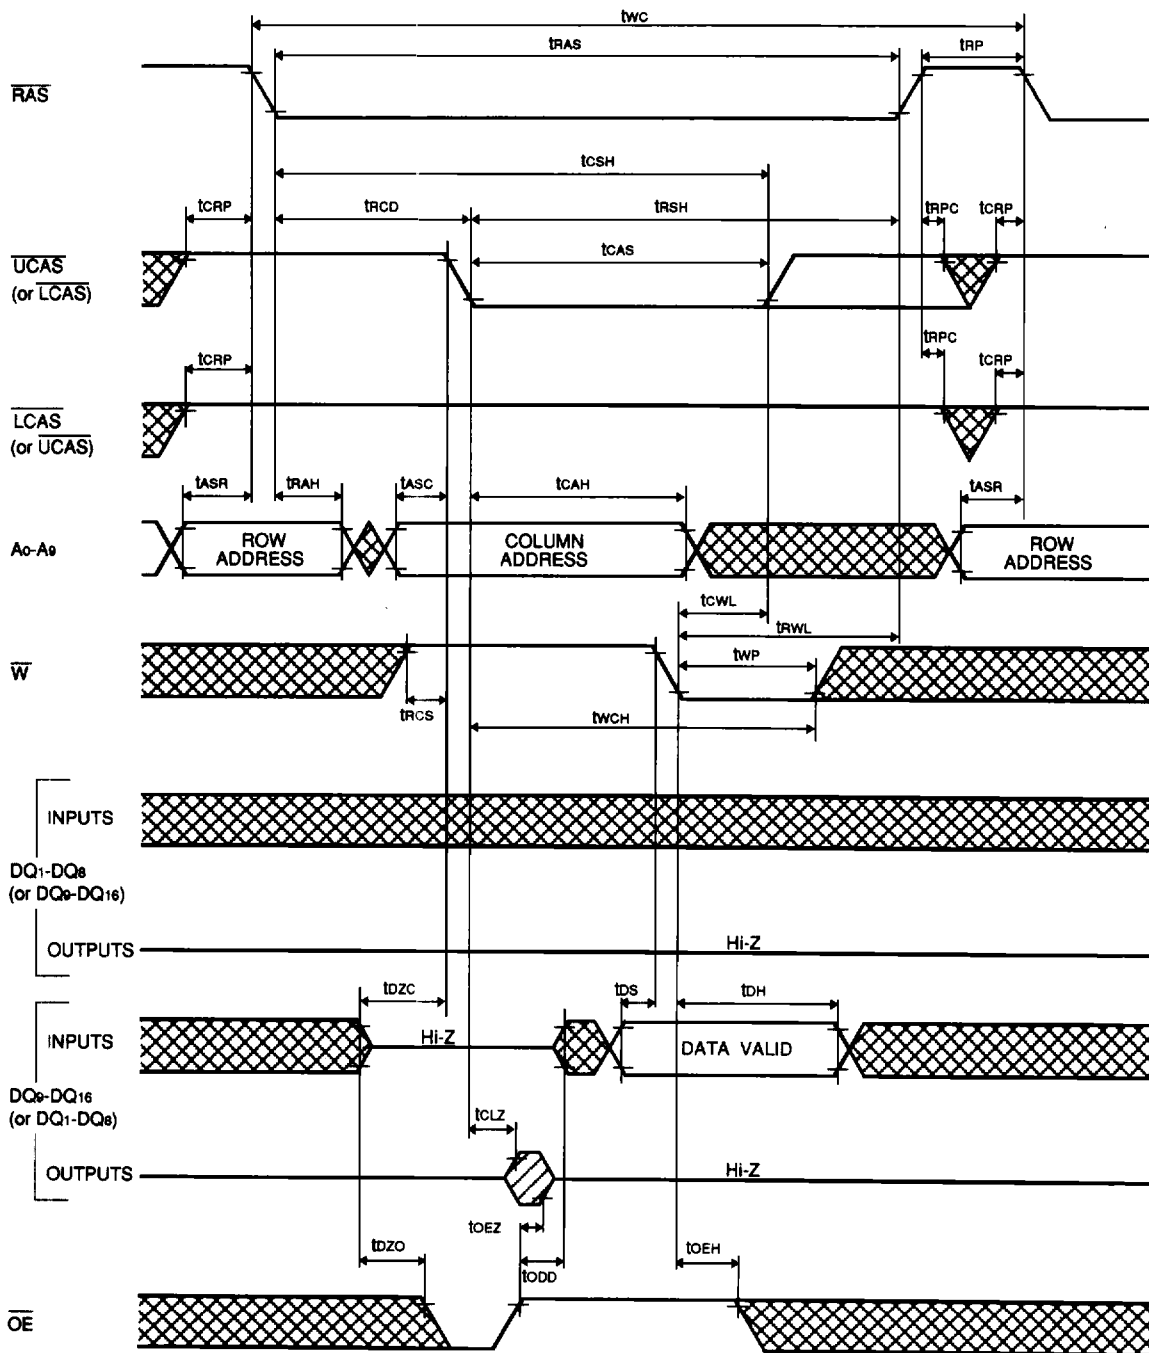 tWC
tRAS
tRP
RAS
tCSH
tCRP
tRCD
tRSH
tRPC
tCRP
tCAS
UCAS
(or LCAS)
tRPC
tCRP
tCRP
LCAS
(or UCAS)
tASR
tRAH
tASC
tCAH
tASR
A0-A9
ROW
ADDRESS
COLUMN
ADDRESS
ROW
ADDRESS
tCWL
tRWL
W
tWP
tRCS
tWCH
INPUTS
DQ1-DQ8
(or DQ9-DQ16)
OUTPUTS
Hi-Z
tDZC
tDS
tDH
INPUTS
Hi-Z
DATA VALID
DQ9-DQ16
(or DQ1-DQ8)
tCLZ
OUTPUTS
Hi-Z
tOEZ
tDZO
tODD
tOEH
OE